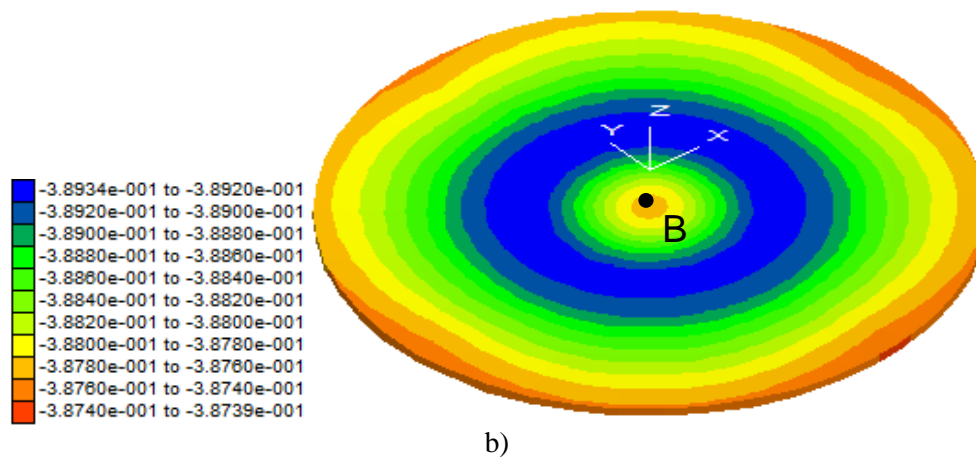 Z
Y
X
B
-3.8934e-001 to -3.8920e-001
-3.8920e-001 to -3.8900e-001
-3.8900e-001 to -3.8880e-001
-3.8880e-001 to -3.8860e-001
-3.8860e-001 to -3.8840e-001
-3.8840e-001 to -3.8820e-001
-3.8820e-001 to -3.8800e-001
-3.8800e-001 to -3.8780e-001
-3.8780e-001 to -3.8760e-001
-3.8760e-001 to -3.8740e-001
-3.8740e-001 to -3.8739e-001
b)